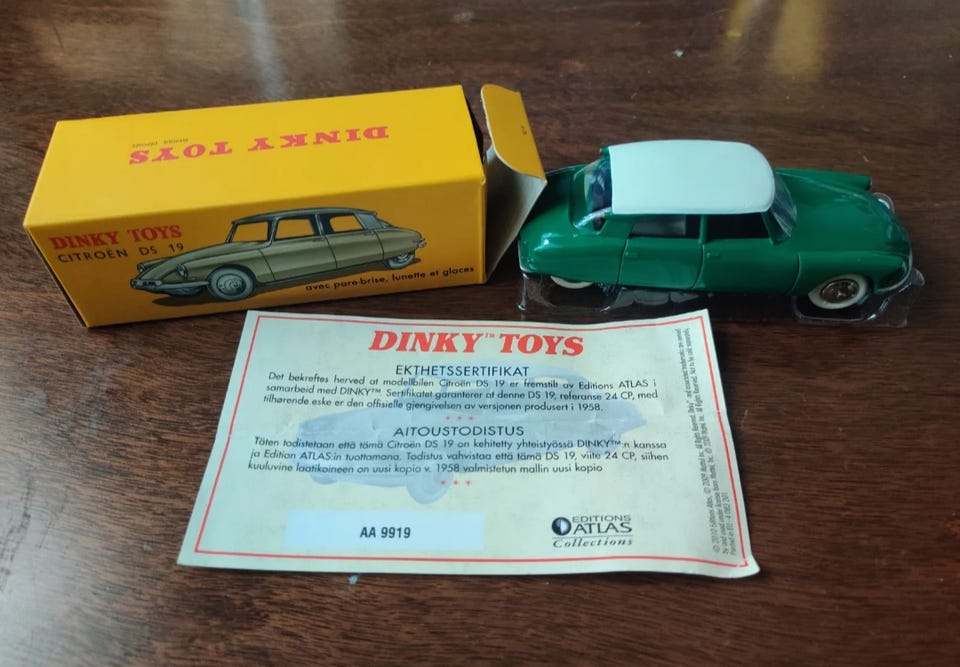 DINKY TOYS
MARQUE DÉPOSÉE
DINKY TOYS
CITROËN DS 19
avec pare-brise, lunette et glaces
DINKY™ TOYS
EKTHETSSERTIFIKAT
Det bekreftes herved at modellbilen Citroën DS 19 er fremstilt av Editions ATLAS i
samarbeid med DINKY™. Sertifikatet garanterer at denne DS 19, referanse 24 CP, med
tilhørende eske er den offisielle gjengivelsen av versjonen produsert i 1958.
AITOUSTODISTUS
Täten todistetaan että tämä Citroën DS 19 on kehitetty yhteistyössä DINKY™:n kanssa
ja Edition ATLAS:in tuottamana. Todistus vahvistaa että tämä DS 19, viite 24 CP, siihen
kuuluvine laatikoineen on uusi kopio v. 1958 valmistetun mallin uusi kopio
AA 9919
EDITIONS
ATLAS
Collections